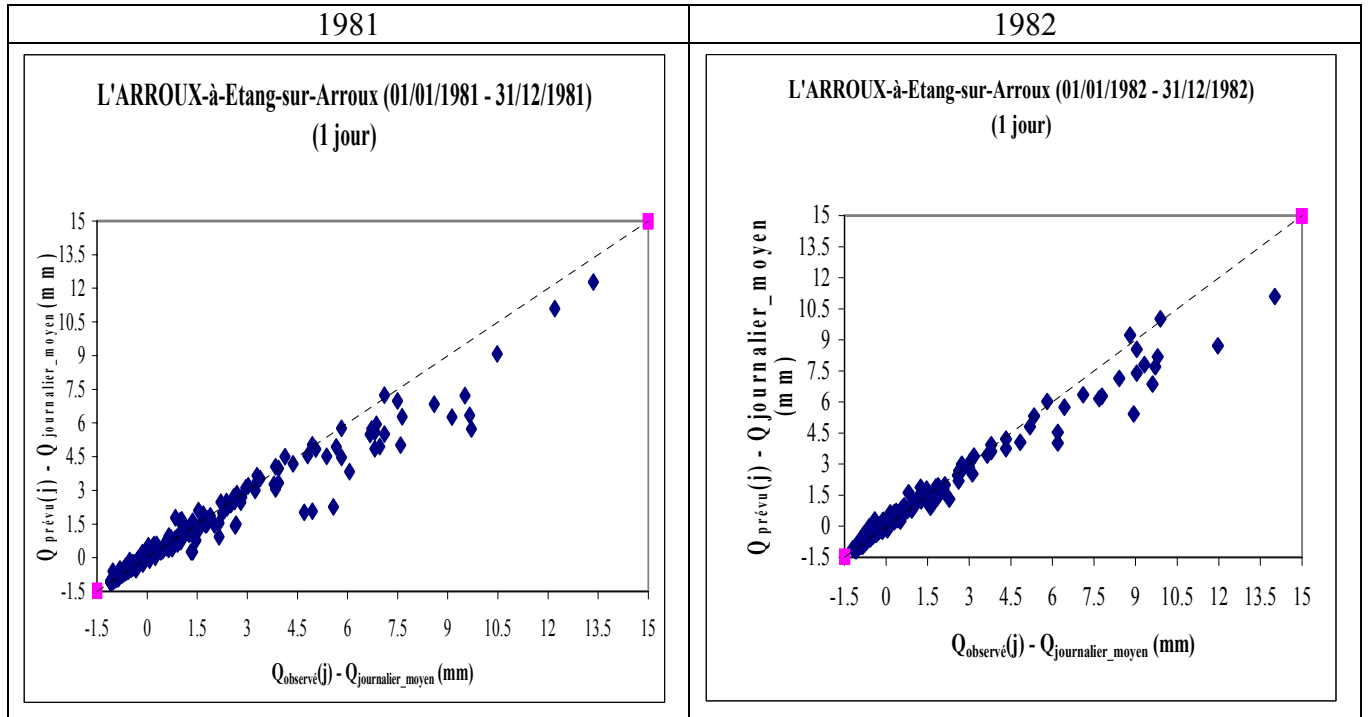 1981
L'ARROUX-à-Etang-sur-Arroux (01/01/1981 - 31/12/1981)
(1 jour)
Q prévu(j) - Q journalier_moyen (m m)
15
13.5
12
10.5
9
7.5
6
4.5
3
1.5
0
-1.5
-1.5 0 1.5 3 4.5 6 7.5 9 10.5 12 13.5 15
Qobservé(j) - Qjournalier_moyen (mm)
1982
L'ARROUX-à-Etang-sur-Arroux (01/01/1982 - 31/12/1982)
(1 jour)
Q prévu(j) - Q journalier_moyen
(m m)
15
13.5
12
10.5
9
7.5
6
4.5
3
1.5
0
-1.5
-1.5 0 1.5 3 4.5 6 7.5 9 10.5 12 13.5 15
Qobservé(j) - Qjournalier_moyen (mm)